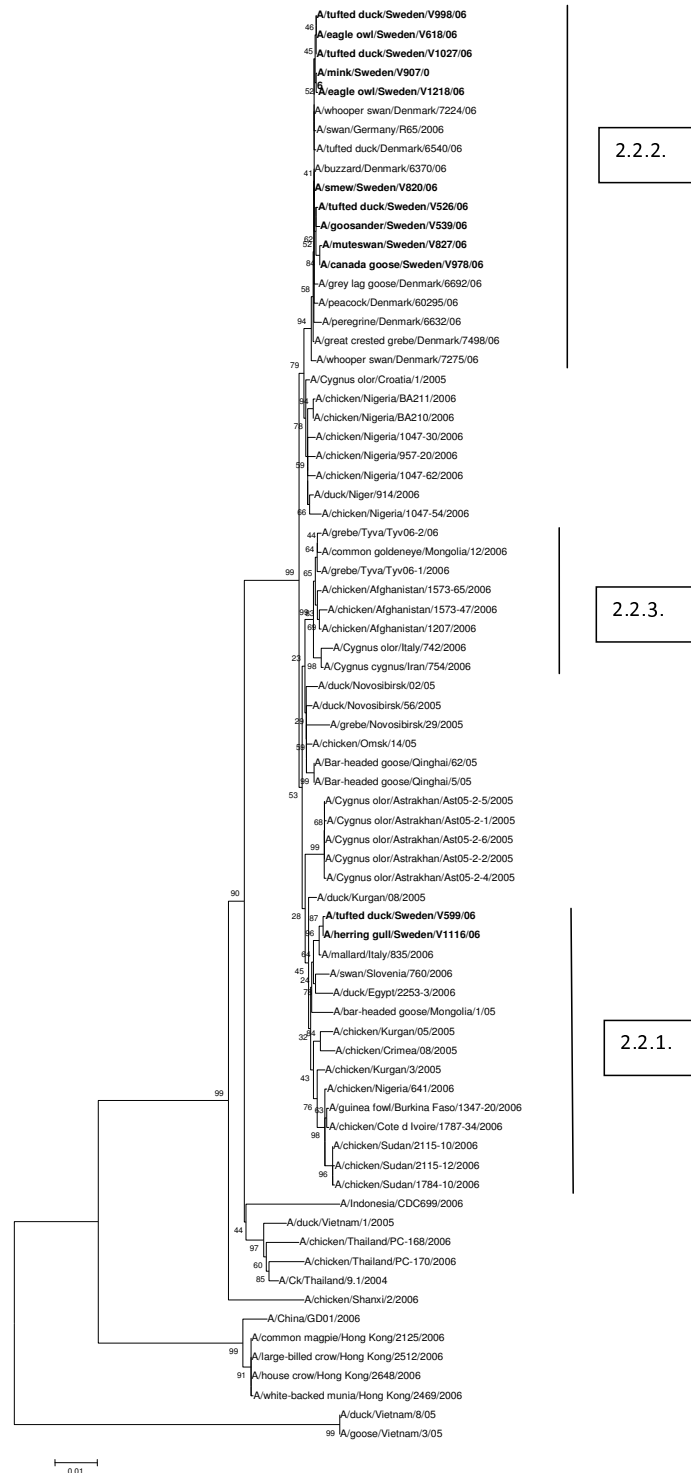 A/tufted duck/Sweden/V998/06
46
A/eagle owl/Sweden/V618/06
45
A/tufted duck/Sweden/V1027/06
A/mink/Sweden/V907/0
6
52
A/eagle owl/Sweden/V1218/06
A/whooper swan/Denmark/7224/06
A/swan/Germany/R65/2006
2.2.2.
A/tufted duck/Denmark/6540/06
A/buzzard/Denmark/6370/06
41
A/smew/Sweden/V820/06
A/tufted duck/Sweden/V526/06
A/goosander/Sweden/V539/06
62
52
A/muteswan/Sweden/V827/06
84
A/canada goose/Sweden/V978/06
A/grey lag goose/Denmark/6692/06
58
A/peacock/Denmark/60295/06
94
A/peregrine/Denmark/6632/06
A/great crested grebe/Denmark/7498/06
A/whooper swan/Denmark/7275/06
79
A/Cygnus olor/Croatia/1/2005
A/chicken/Nigeria/BA211/2006
94
A/chicken/Nigeria/BA210/2006
78
A/chicken/Nigeria/1047-30/2006
A/chicken/Nigeria/957-20/2006
59
A/chicken/Nigeria/1047-62/2006
A/duck/Niger/914/2006
66
A/chicken/Nigeria/1047-54/2006
A/grebe/Tyva/Tyv06-2/06
44
A/common goldeneye/Mongolia/12/2006
64
A/grebe/Tyva/Tyv06-1/2006
65
99
A/chicken/Afghanistan/1573-65/2006
2.2.3.
A/chicken/Afghanistan/1573-47/2006
99
A/chicken/Afghanistan/1207/2006
69
A/Cygnus olor/Italy/742/2006
23
98
A/Cygnus cygnus/Iran/754/2006
A/duck/Novosibirsk/02/05
A/duck/Novosibirsk/56/2005
29
A/grebe/Novosibirsk/29/2005
A/chicken/Omsk/14/05
59
A/Bar-headed goose/Qinghai/62/05
99
A/Bar-headed goose/Qinghai/5/05
53
A/Cygnus olor/Astrakhan/Ast05-2-5/2005
68
A/Cygnus olor/Astrakhan/Ast05-2-1/2005
A/Cygnus olor/Astrakhan/Ast05-2-6/2005
99
A/Cygnus olor/Astrakhan/Ast05-2-2/2005
A/Cygnus olor/Astrakhan/Ast05-2-4/2005
90
A/duck/Kurgan/08/2005
28
87
A/tufted duck/Sweden/V599/06
96
A/herring gull/Sweden/V1116/06
64
A/mallard/Italy/835/2006
45
A/swan/Slovenia/760/2006
24
A/duck/Egypt/2253-3/2006
A/bar-headed goose/Mongolia/1/05
A/chicken/Kurgan/05/2005
32
2.2.1.
A/chicken/Crimea/08/2005
A/chicken/Kurgan/3/2005
43
A/chicken/Nigeria/641/2006
99
76
63
A/guinea fowl/Burkina Faso/1347-20/2006
A/chicken/Cote d Ivoire/1787-34/2006
98
A/chicken/Sudan/2115-10/2006
A/chicken/Sudan/2115-12/2006
96
A/chicken/Sudan/1784-10/2006
A/Indonesia/CDC699/2006
A/duck/Vietnam/1/2005
44
A/chicken/Thailand/PC-168/2006
97
A/chicken/Thailand/PC-170/2006
60
A/Ck/Thailand/9.1/2004
85
A/chicken/Shanxi/2/2006
A/China/GD01/2006
A/common magpie/Hong Kong/2125/2006
99
A/large-billed crow/Hong Kong/2512/2006
91
A/house crow/Hong Kong/2648/2006
A/white-backed munia/Hong Kong/2469/2006
A/duck/Vietnam/8/05
99
A/goose/Vietnam/3/05
0.01